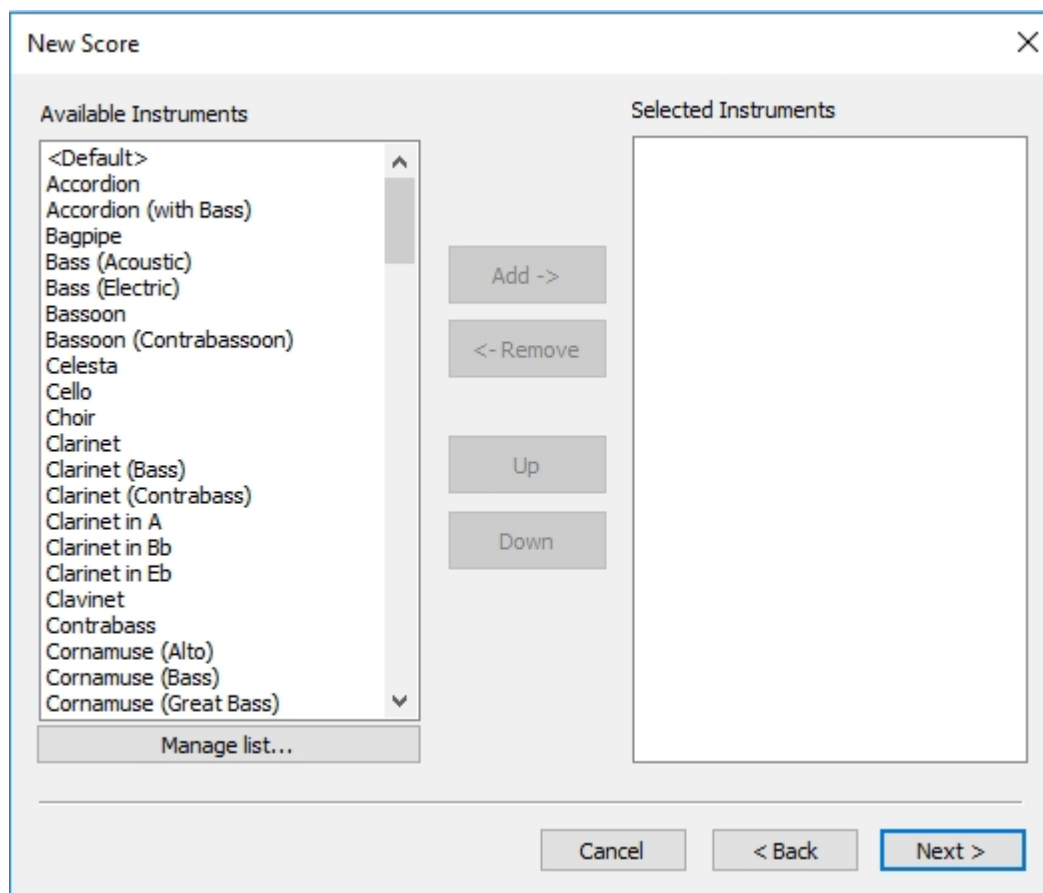 New Score
Available Instruments
Selected Instruments
<Default>
Accordion
Accordion (with Bass)
Bagpipe
Bass (Acoustic)
Bass (Electric)
Bassoon
Bassoon (Contrabassoon)
Celesta
Cello
Choir
Clarinet
Clarinet (Bass)
Clarinet (Contrabass)
Clarinet in A
Clarinet in Bb
Clarinet in Eb
Clavinet
Contrabass
Cornamuse (Alto)
Cornamuse (Bass)
Cornamuse (Great Bass)
Manage list...
Add ->
<- Remove
Up
Down
Cancel
< Back
Next >